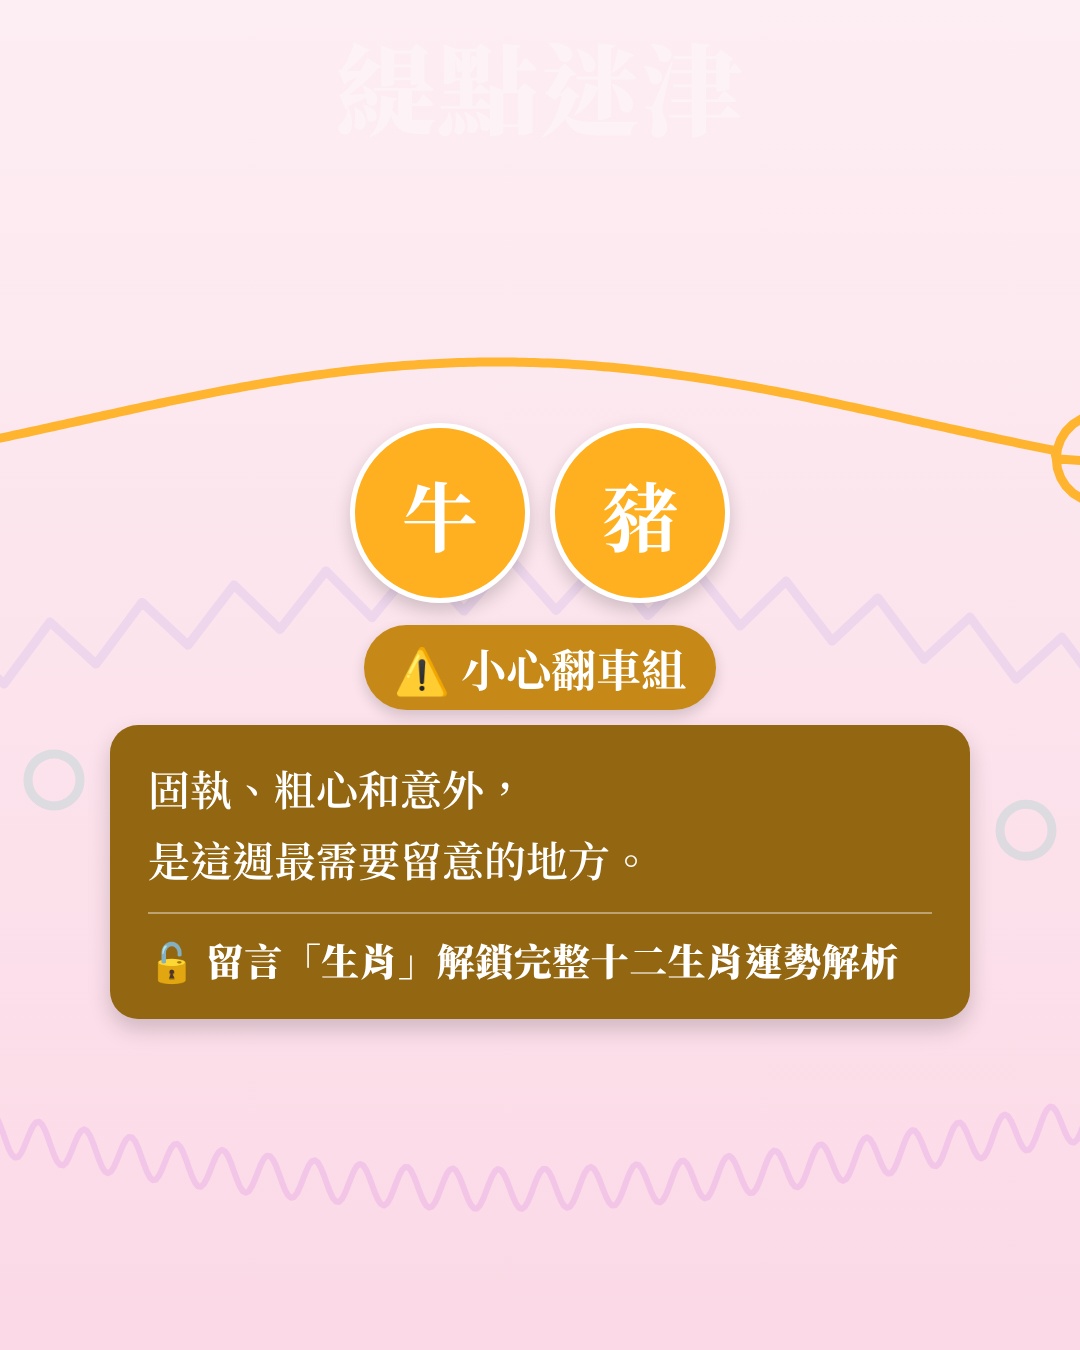 緹點迷津
牛
豬
⚠️ 小心翻車組
固執、粗心和意外，
是這週最需要留意的地方。
🔓 留言「生肖」解鎖完整十二生肖運勢解析